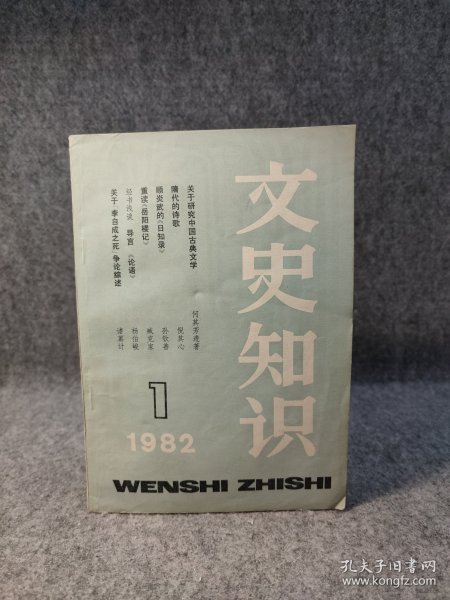 文史知识
关于研究中国古典文学 何其芳遗著
隋代的诗歌 倪其心
顾炎武的《日知录》 孙钦善
重读《岳阳楼记》 臧克家
经书浅谈 导言 《论语》 杨伯峻
关于李自成之死争论综述 诸葛计
1
1982
WENSHI ZHISHI
孔夫子旧书网
www.kongfz.com